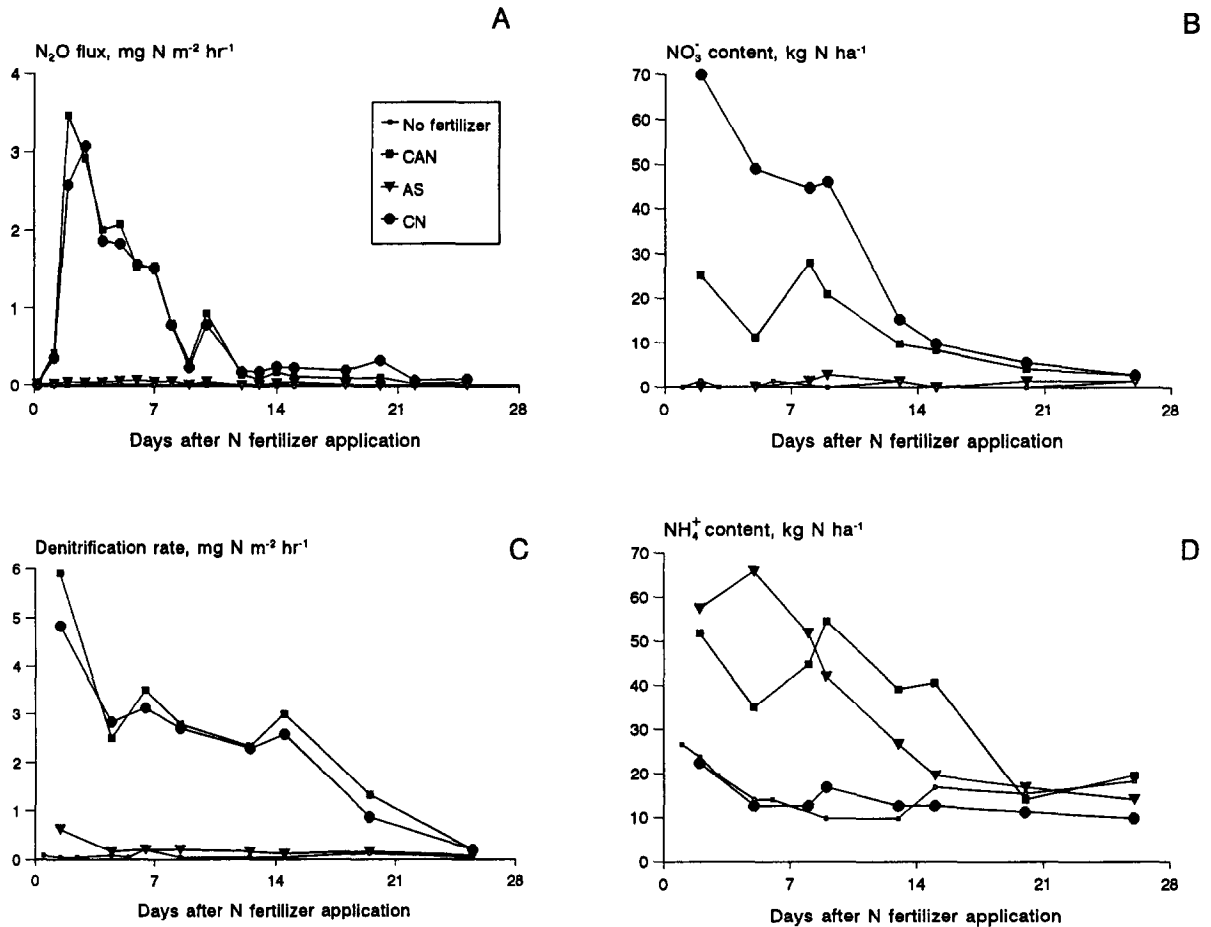 A
N₂O flux, mg N m⁻² hr⁻¹
4
3
2
1
0
0 7 14 21 28
Days after N fertilizer application
No fertilizer
CAN
AS
CN
B
NO₃⁻ content, kg N ha⁻¹
70
60
50
40
30
20
10
0
0 7 14 21 28
Days after N fertilizer application
C
Denitrification rate, mg N m⁻² hr⁻¹
6
5
4
3
2
1
0
0 7 14 21 28
Days after N fertilizer application
D
NH₄⁺ content, kg N ha⁻¹
70
60
50
40
30
20
10
0
0 7 14 21 28
Days after N fertilizer application